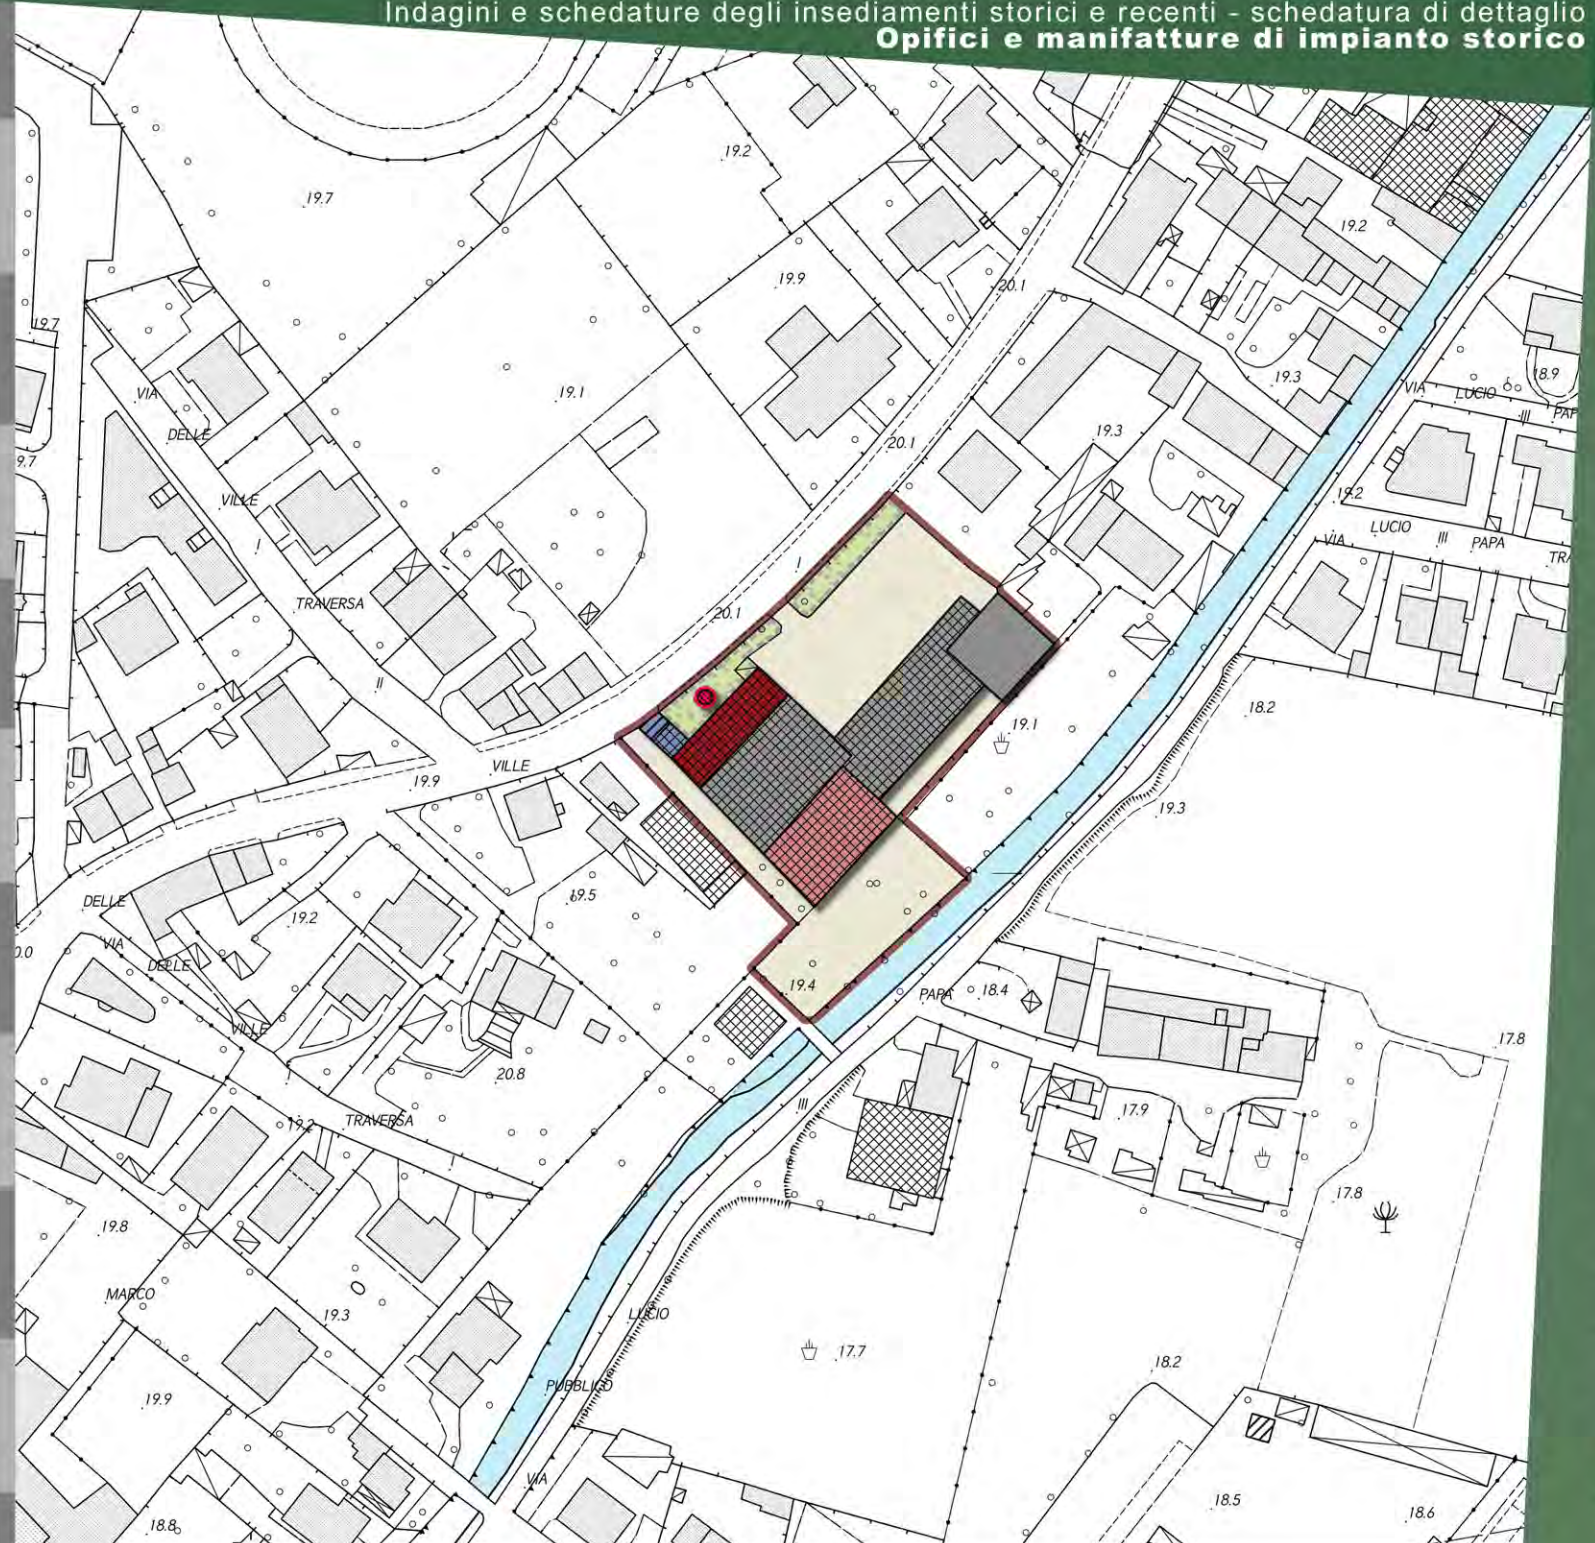 Indagini e schedature degli insediamenti storici e recenti - schedatura di dettaglio
Opifici e manifatture di impianto storico
19.2
19.7
19.2
19.9
20.1
19.7
18.9
VIA
19.1
19.3
VIA
LUCIO
III
PAP
DELLE
19.3
20.1
9.7
VILLE
19.2
LUCIO
III
PAPA
TRA
VIA
I
I
TRAVERSA
20.1
II
18.2
19.1
VILLE
19.9
19.3
DELLE
19.5
19.2
VIA
0.0
DELLE
19.4
PAPA
18.4
VILLE
17.8
I
20.8
III
17.9
19.2
TRAVERSA
I
17.8
19.8
MARCO
19.3
LUCIO
17.7
18.2
PUBBLICO
19.9
VIA
18.5
18.6
18.8